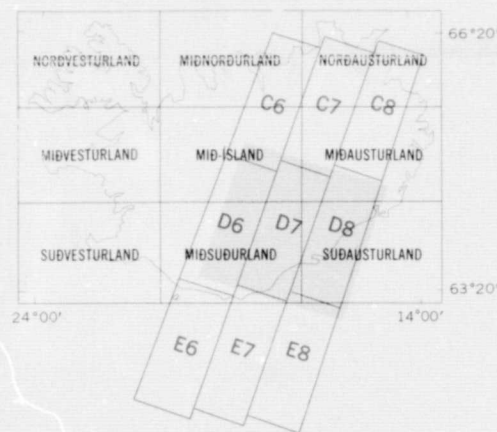 66°20'
NORÐVESTURLAND MIÐNORÐURLAND NORÐAUSTURLAND
C6 C7 C8
MIÐVESTURLAND MIÐ-ÍSLAND MIÐAUSTURLAND
D6 D7 D8
SUÐVESTURLAND MIÐSUÐURLAND SUÐAUSTURLAND
63°20'
24°00' 14°00'
E6 E7 E8